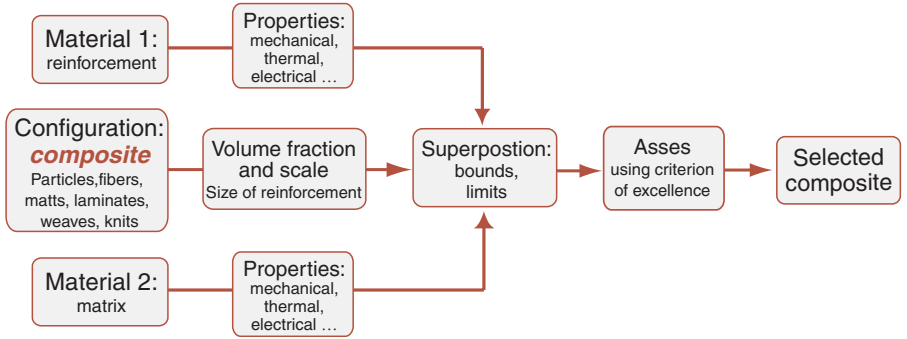 Material 1:
reinforcement
Properties:
mechanical,
thermal,
electrical ...
Configuration:
composite
Particles,fibers,
matts, laminates,
weaves, knits
Volume fraction
and scale
Size of reinforcement
Superpostion:
bounds,
limits
Asses
using criterion
of excellence
Selected
composite
Material 2:
matrix
Properties:
mechanical,
thermal,
electrical ...